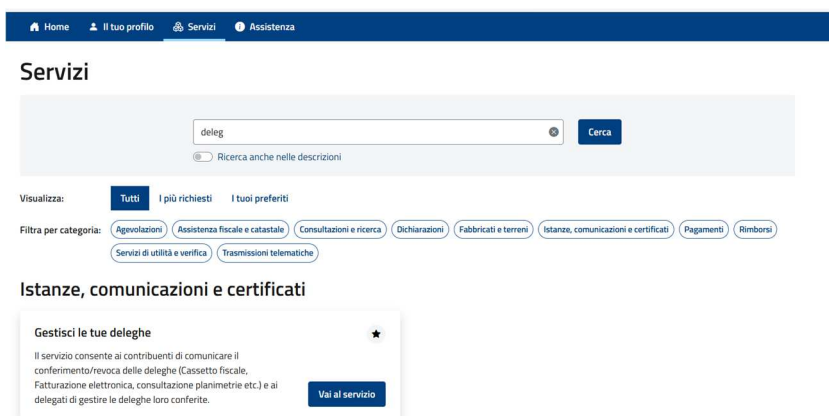 Home Il tuo profilo Servizi Assistenza
Servizi
deleg Cerca
Ricerca anche nelle descrizioni
Visualizza: Tutti I più richiesti I tuoi preferiti
Filtra per categoria: Agevolazioni Assistenza fiscale e catastale Consultazioni e ricerca Dichiarazioni Fabbricati e terreni Istanze, comunicazioni e certificati Pagamenti Rimborsi
Servizi di utilità e verifica Trasmissioni telematiche
Istanze, comunicazioni e certificati
Gestisci le tue deleghe
Il servizio consente ai contribuenti di comunicare il
conferimento/revoca delle deleghe (Cassetto fiscale,
Fatturazione elettronica, consultazione planimetrie etc.) e ai
delegati di gestire le deleghe loro conferite.
Vai al servizio